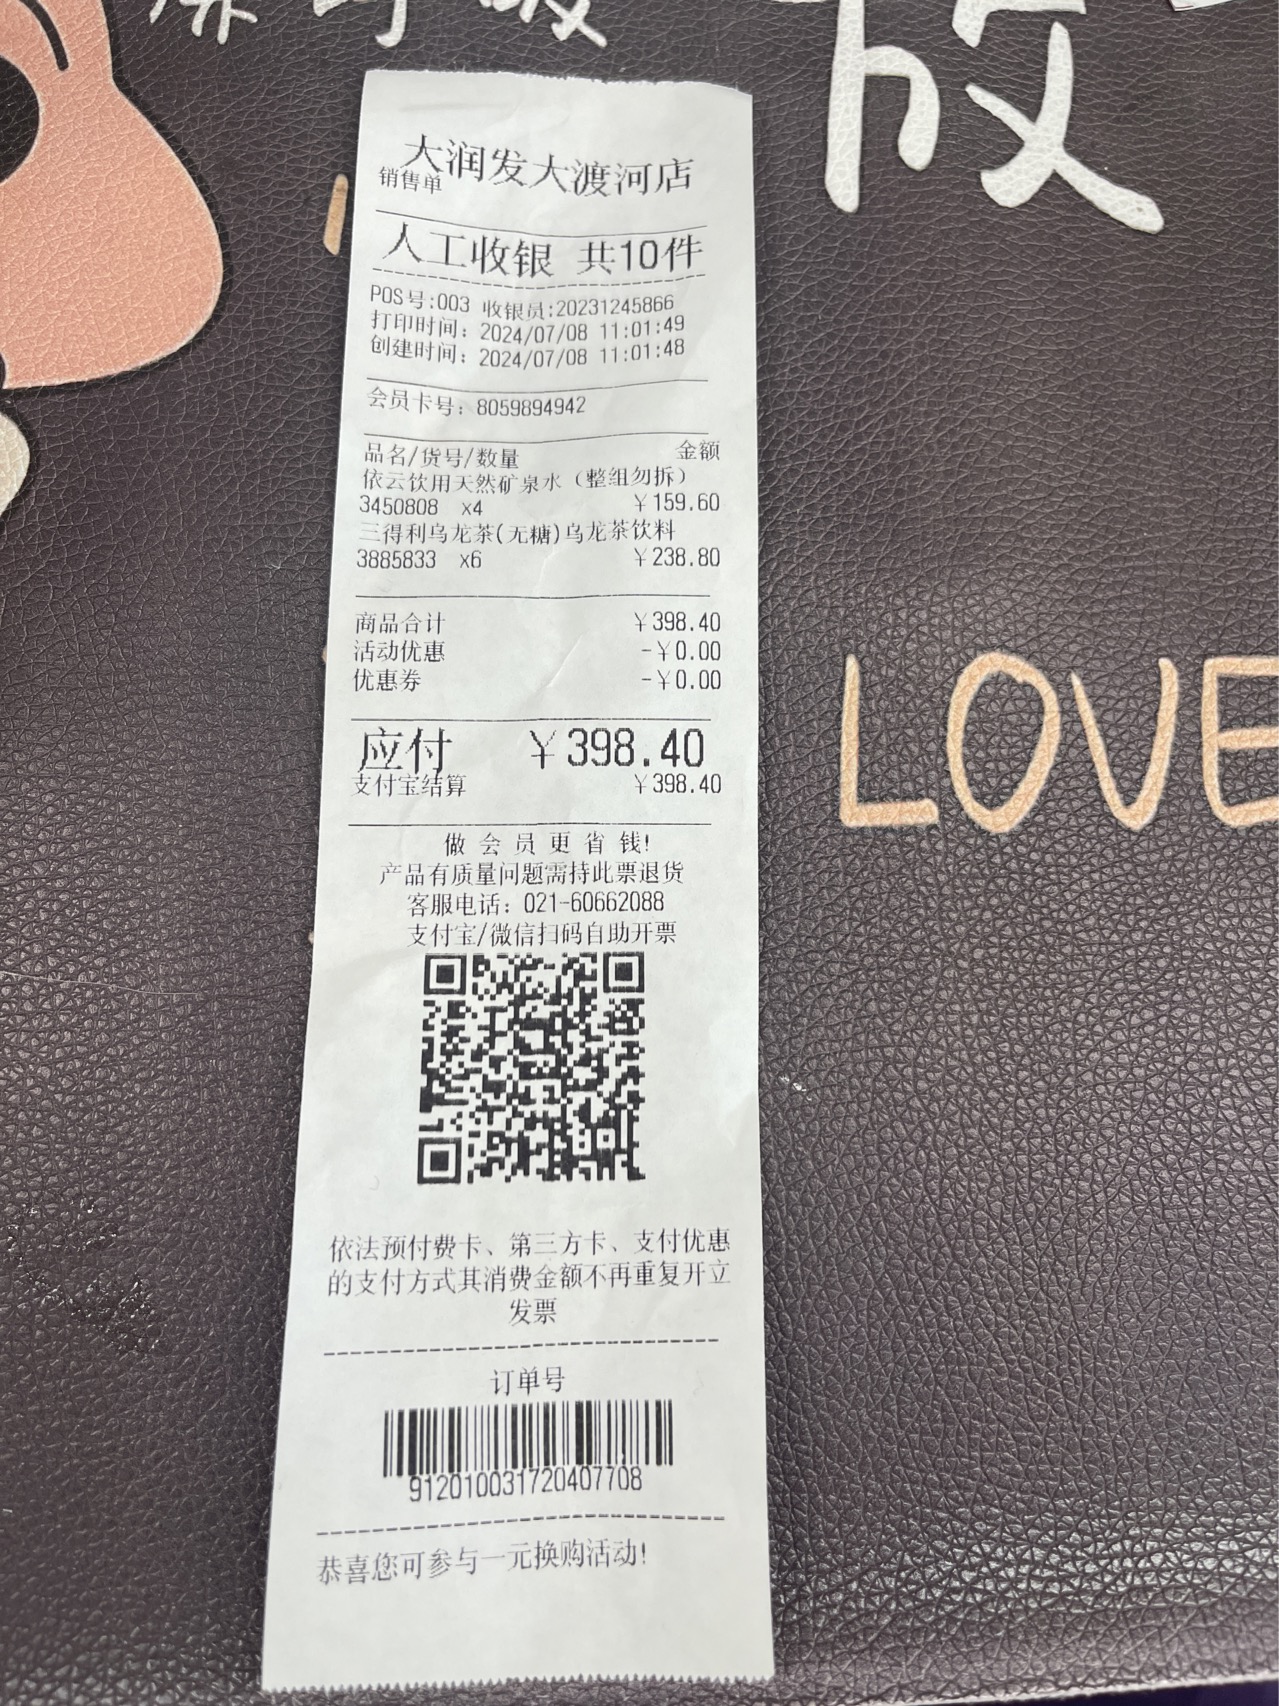 大润发大渡河店
销售单
人工收银 共10件
POS号:003 收银员:20231245866
打印时间: 2024/07/08 11:01:49
创建时间: 2024/07/08 11:01:48
会员卡号: 8059894942
品名/货号/数量 金额
依云饮用天然矿泉水（整组勿拆）
3450808 x4 ￥159.60
三得利乌龙茶(无糖)乌龙茶饮料
3885833 x6 ￥238.80
商品合计 ￥398.40
活动优惠 -￥0.00
优惠券 -￥0.00
应付 ￥398.40
支付宝结算 ￥398.40
做 会 员 更 省 钱!
产品有质量问题需持此票退货
客服电话: 021-60662088
支付宝/微信扫码自助开票
依法预付费卡、第三方卡、支付优惠
的支付方式其消费金额不再重复开立
发票
订单号
912010031720407708
恭喜您可参与一元换购活动!
LOVE